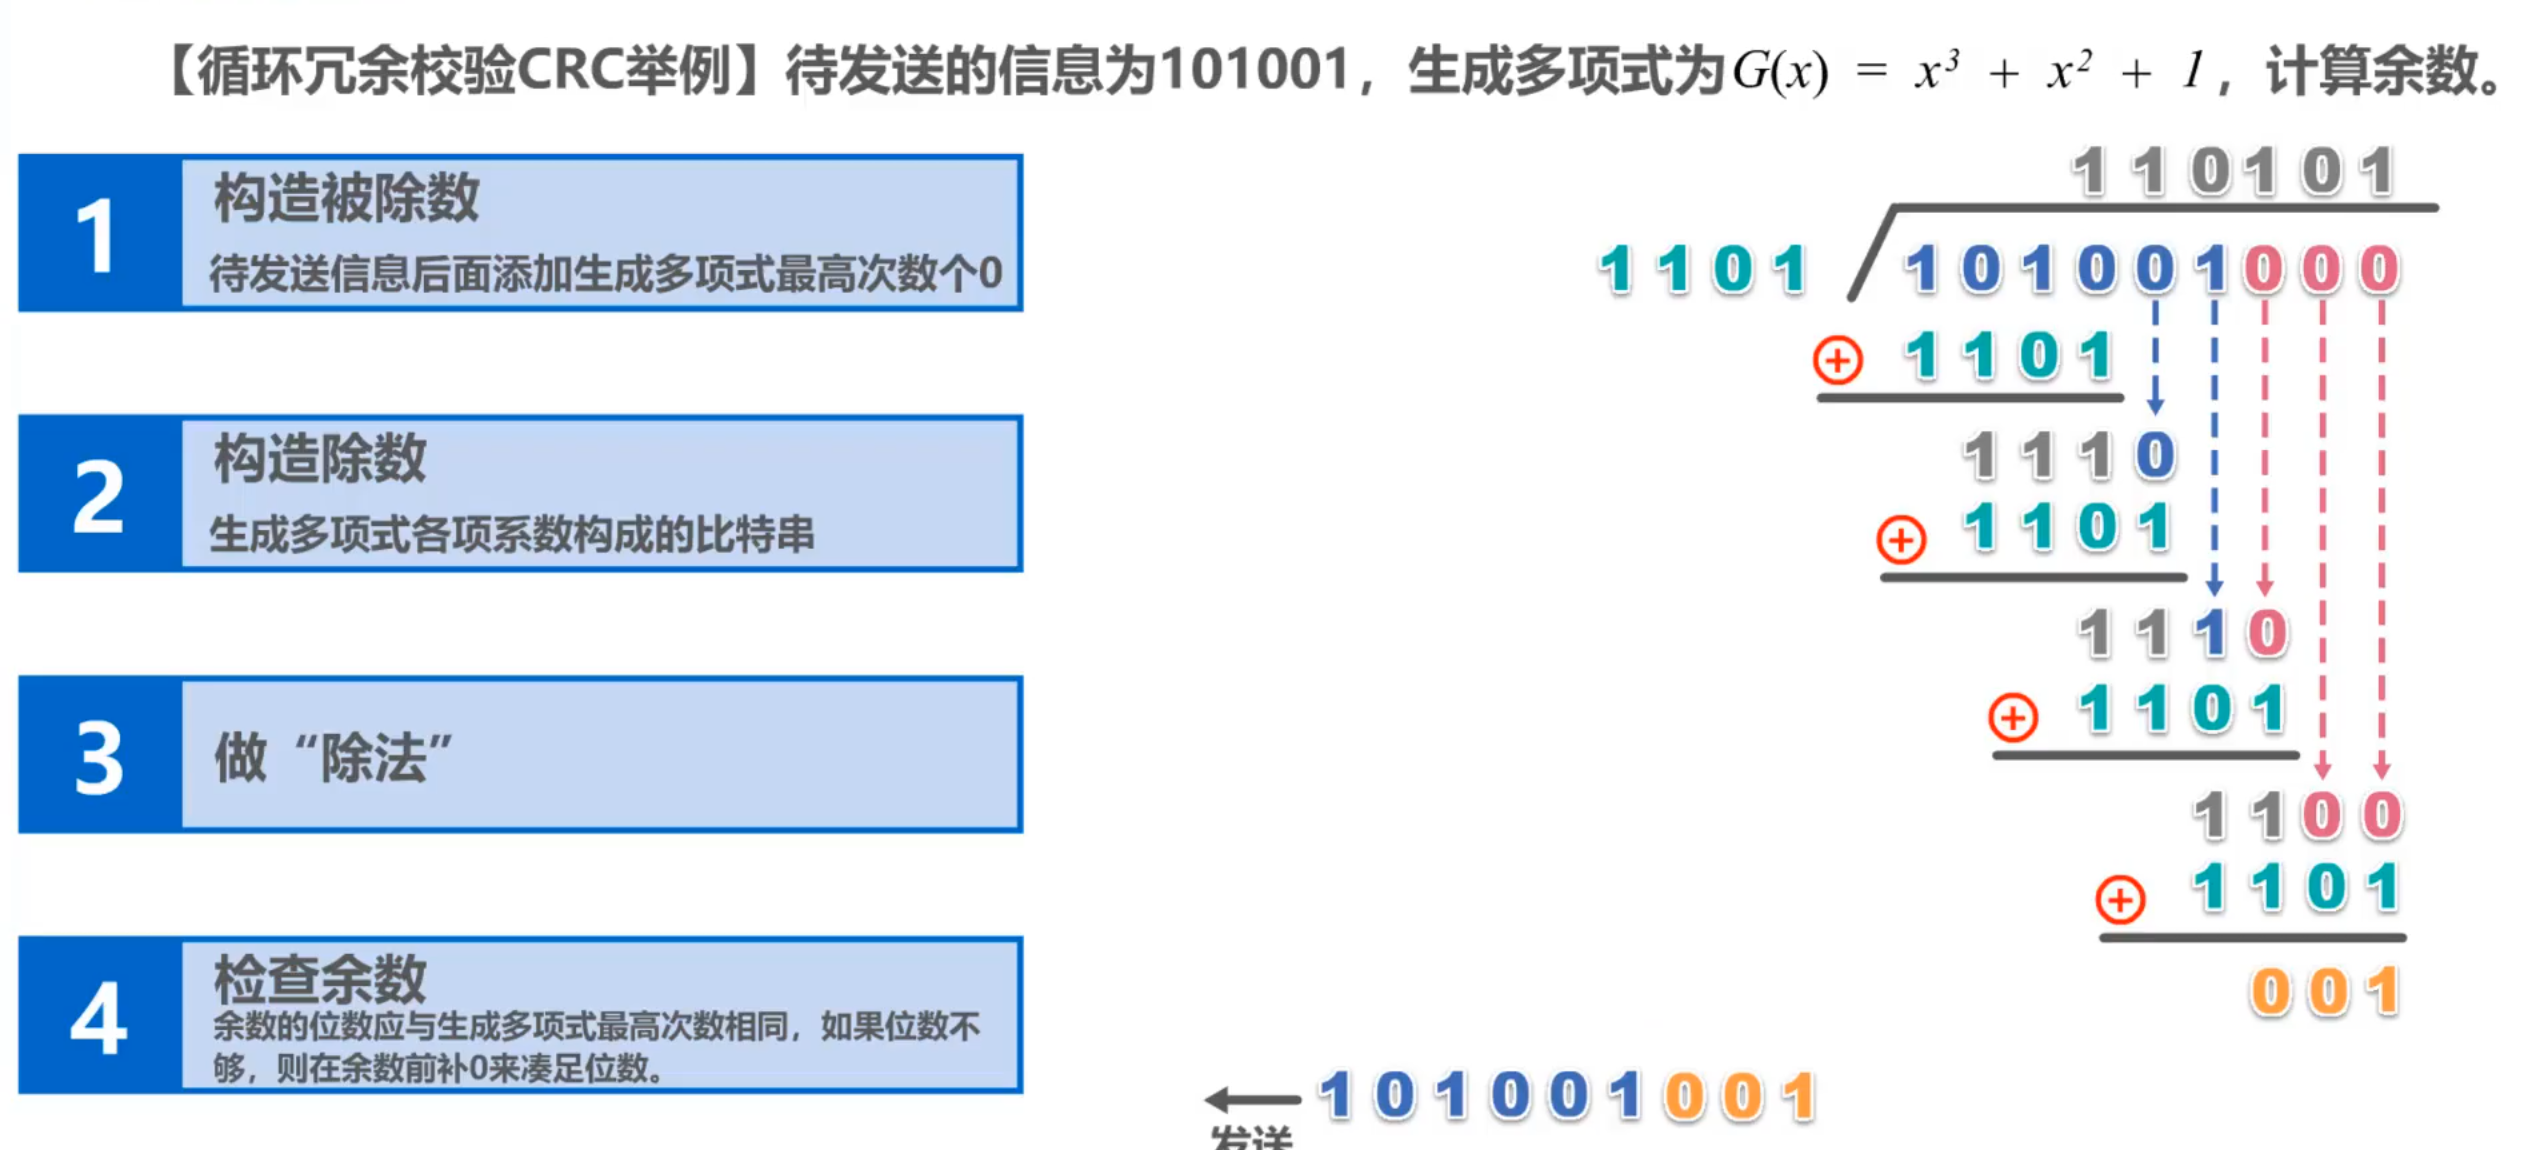 【循环冗余校验CRC举例】待发送的信息为101001，生成多项式为G(x) = x³ + x² + 1，计算余数。
1
构造被除数
待发送信息后面添加生成多项式最高次数个0
2
构造除数
生成多项式各项系数构成的比特串
3
做“除法”
4
检查余数
余数的位数应与生成多项式最高次数相同，如果位数不
够，则在余数前补0来凑足位数。
110101
1101 101001000
⊕ 1101
1110
⊕ 1101
1110
⊕ 1101
1100
⊕ 1101
001
← 101001001
发送